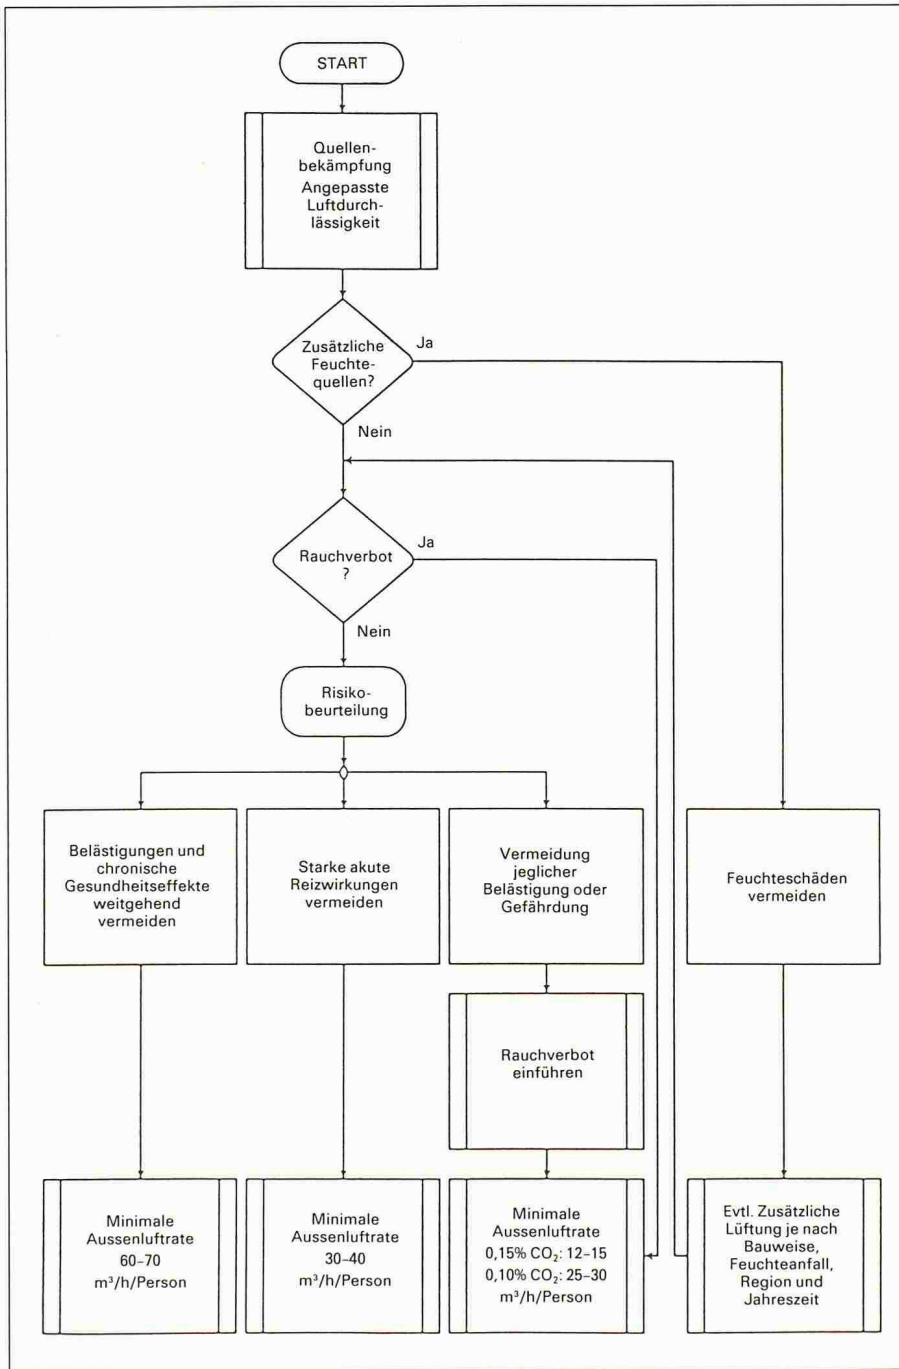 START
Quellen-
bekämpfung
Angepasste
Luftdurch-
lässigkeit
Zusätzliche
Feuchte-
quellen?
Ja
Nein
Rauchverbot
?
Ja
Nein
Risiko-
beurteilung
Belästigungen und
chronische
Gesundheitseffekte
weitgehend
vermeiden
Starke akute
Reizwirkungen
vermeiden
Vermeidung
jeglicher
Belästigung oder
Gefährdung
Feuchteschäden
vermeiden
Rauchverbot
einführen
Minimale
Aussenluftrate
60–70
m³/h/Person
Minimale
Aussenluftrate
30–40
m³/h/Person
Minimale
Aussenluftrate
0,15% CO₂: 12–15
0,10% CO₂: 25–30
m³/h/Person
Evtl. Zusätzliche
Lüftung je nach
Bauweise,
Feuchteanfall,
Region und
Jahreszeit